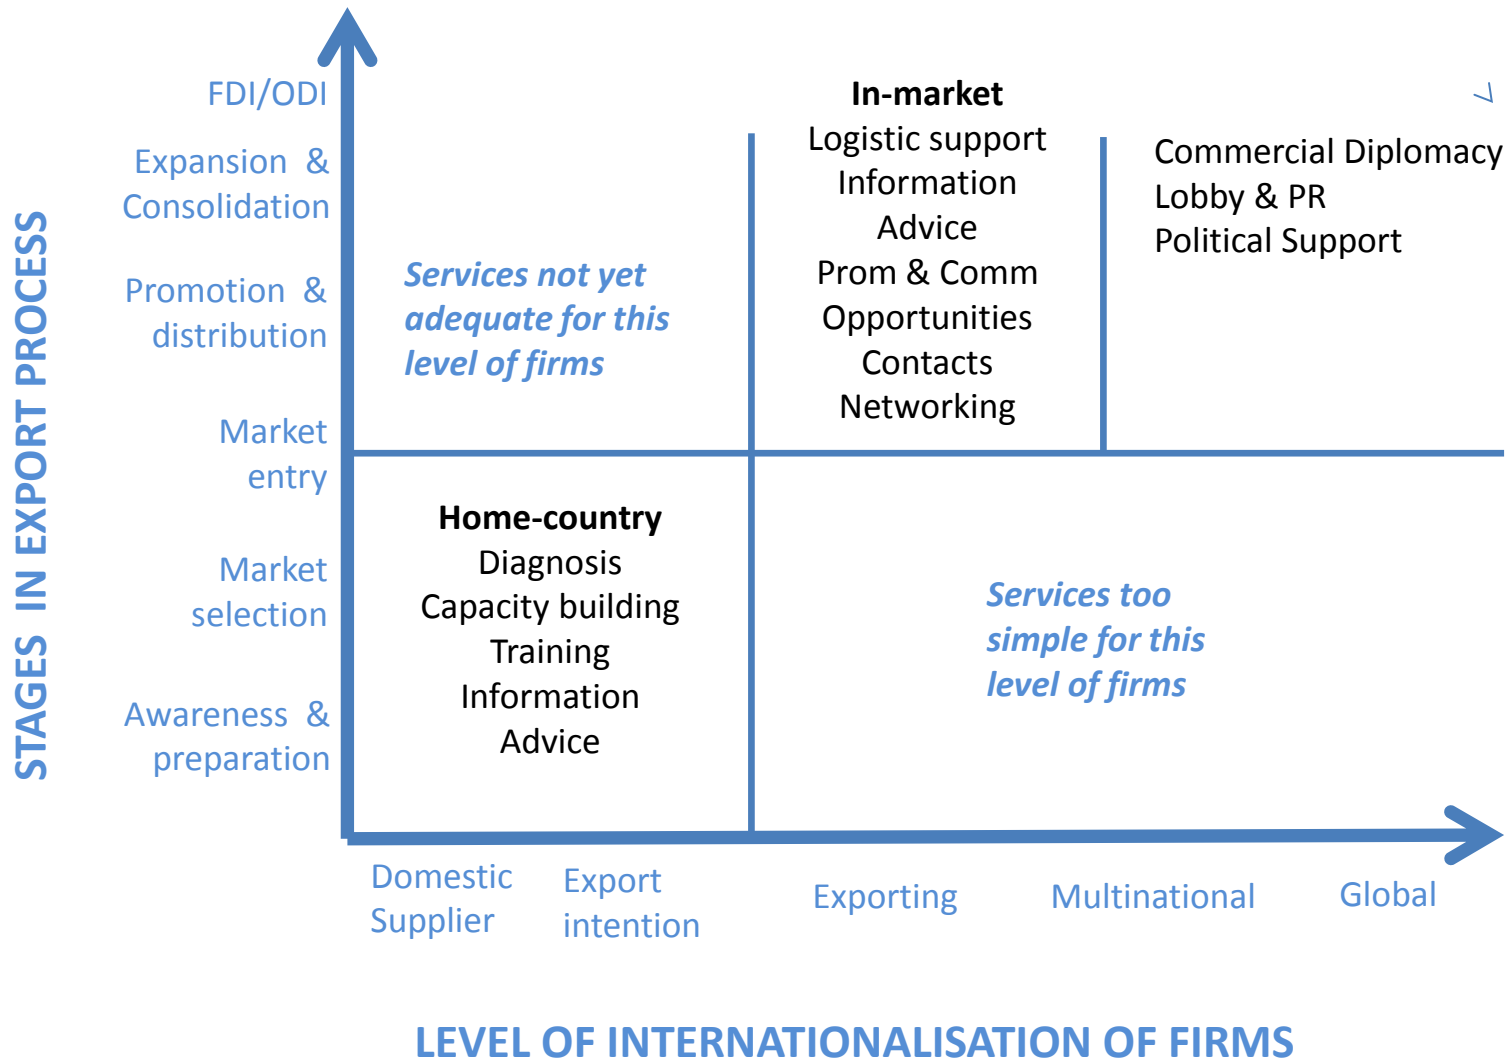 STAGES IN EXPORT PROCESS
FDI/ODI
Expansion &
Consolidation
Promotion &
distribution
Market
entry
Market
selection
Awareness &
preparation
Services not yet
adequate for this
level of firms
In-market
Logistic support
Information
Advice
Prom & Comm
Opportunities
Contacts
Networking
Commercial Diplomacy
Lobby & PR
Political Support
Home-country
Diagnosis
Capacity building
Training
Information
Advice
Services too
simple for this
level of firms
Domestic
Supplier
Export
intention
Exporting
Multinational
Global
LEVEL OF INTERNATIONALISATION OF FIRMS